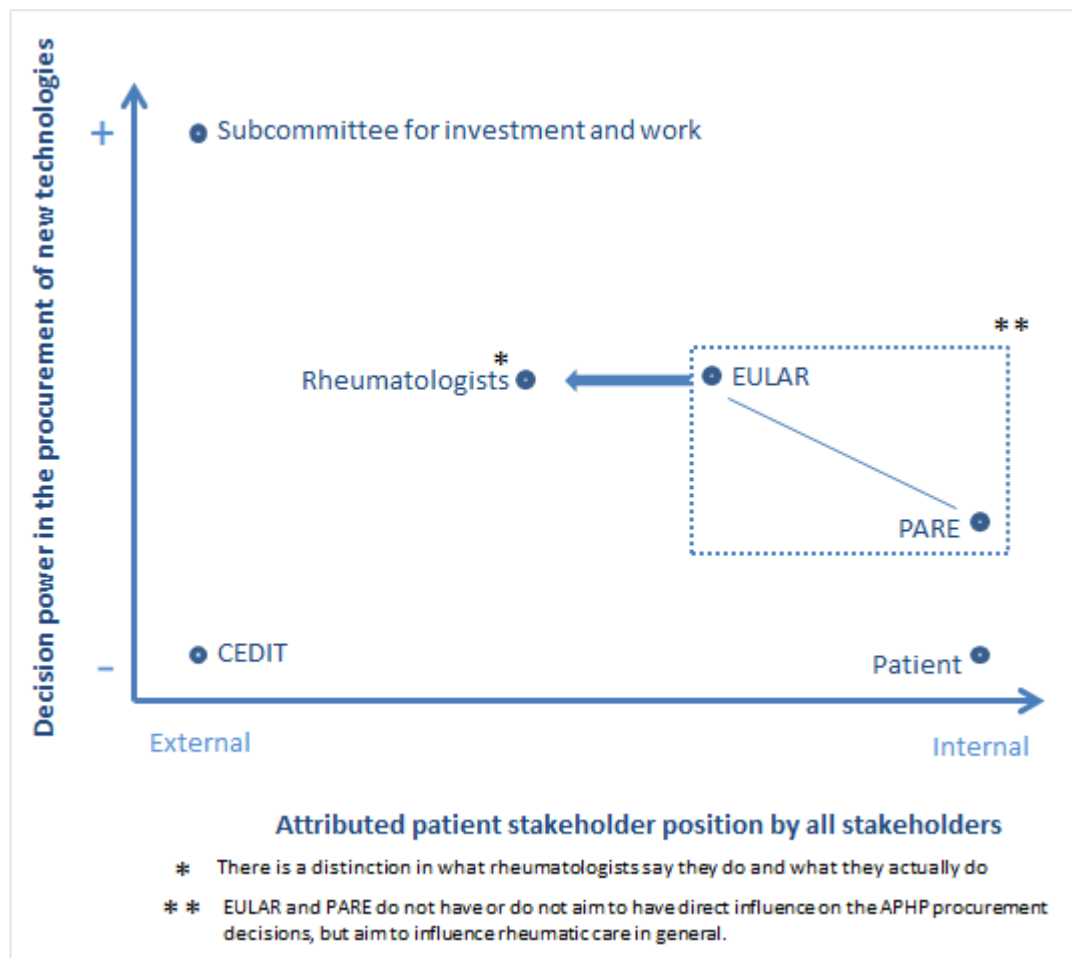 Decision power in the procurement of new technologies
+
Subcommittee for investment and work
**
*
Rheumatologists
EULAR
PARE
CEDIT
Patient
–
External
Internal
Attributed patient stakeholder position by all stakeholders
* There is a distinction in what rheumatologists say they do and what they actually do
** EULAR and PARE do not have or do not aim to have direct influence on the APHP procurement
decisions, but aim to influence rheumatic care in general.